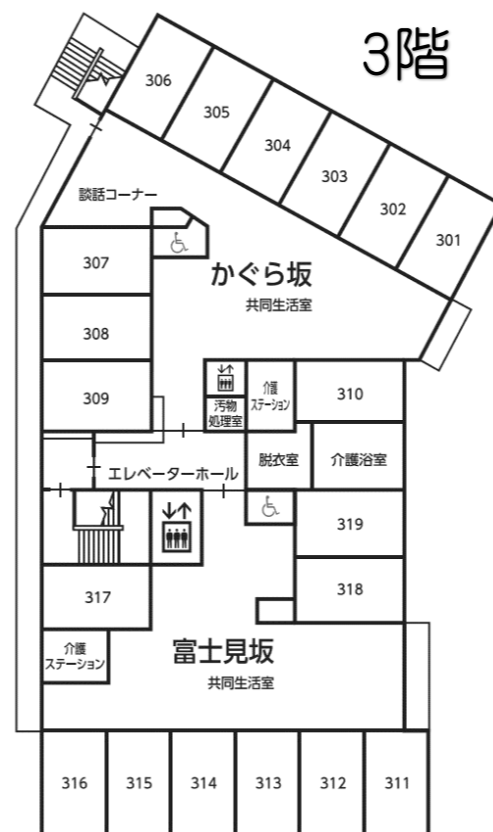 3階
306
305
304
303
302
301
談話コーナー
307
かぐら坂
共同生活室
308
309
汚物
処理室
介護
ステーション
310
エレベーターホール
脱衣室
介護浴室
319
318
317
介護
ステーション
富士見坂
共同生活室
316
315
314
313
312
311